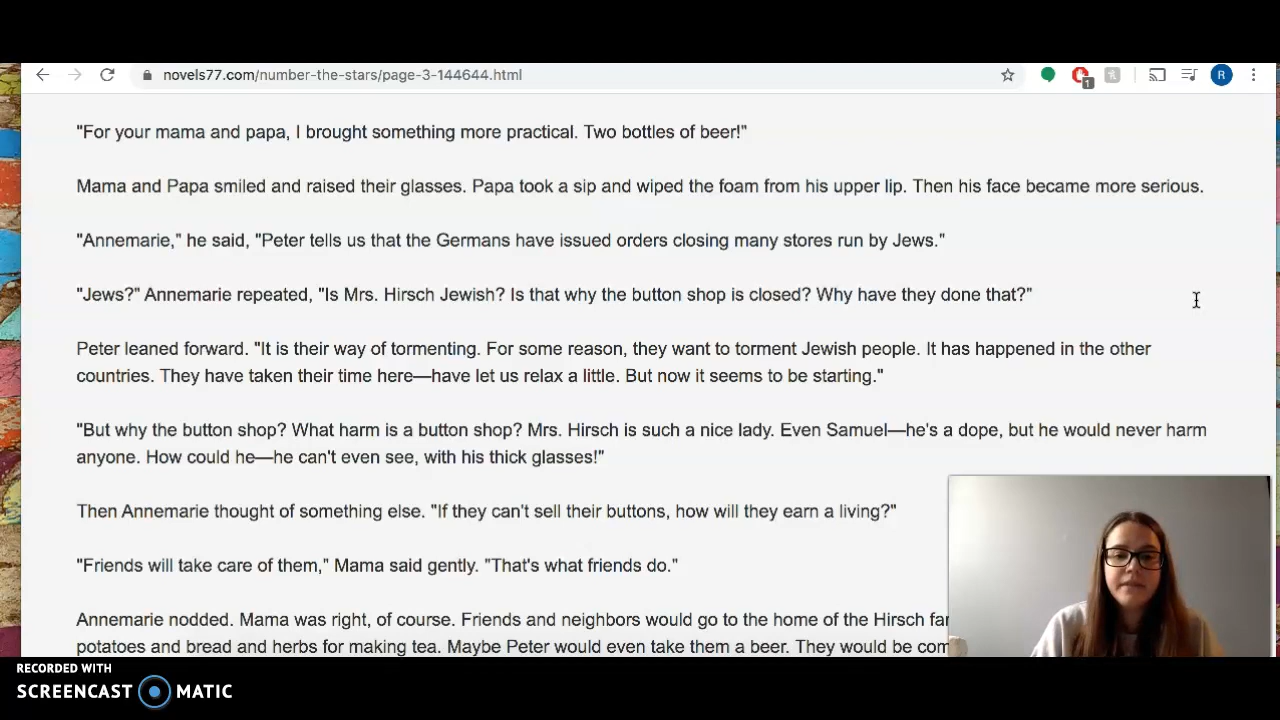 novels77.com/number-the-stars/page-3-144644.html
R
1
"For your mama and papa, I brought something more practical. Two bottles of beer!"
Mama and Papa smiled and raised their glasses. Papa took a sip and wiped the foam from his upper lip. Then his face became more serious.
"Annemarie," he said, "Peter tells us that the Germans have issued orders closing many stores run by Jews."
"Jews?" Annemarie repeated, "Is Mrs. Hirsch Jewish? Is that why the button shop is closed? Why have they done that?"
Peter leaned forward. "It is their way of tormenting. For some reason, they want to torment Jewish people. It has happened in the other
countries. They have taken their time here—have let us relax a little. But now it seems to be starting."
"But why the button shop? What harm is a button shop? Mrs. Hirsch is such a nice lady. Even Samuel—he's a dope, but he would never harm
anyone. How could he—he can't even see, with his thick glasses!"
Then Annemarie thought of something else. "If they can't sell their buttons, how will they earn a living?"
"Friends will take care of them," Mama said gently. "That's what friends do."
Annemarie nodded. Mama was right, of course. Friends and neighbors would go to the home of the Hirsch
potatoes and bread and herbs for making tea. Maybe Peter would even take them a beer. They would be
RECORDED WITH
SCREENCAST MATIC